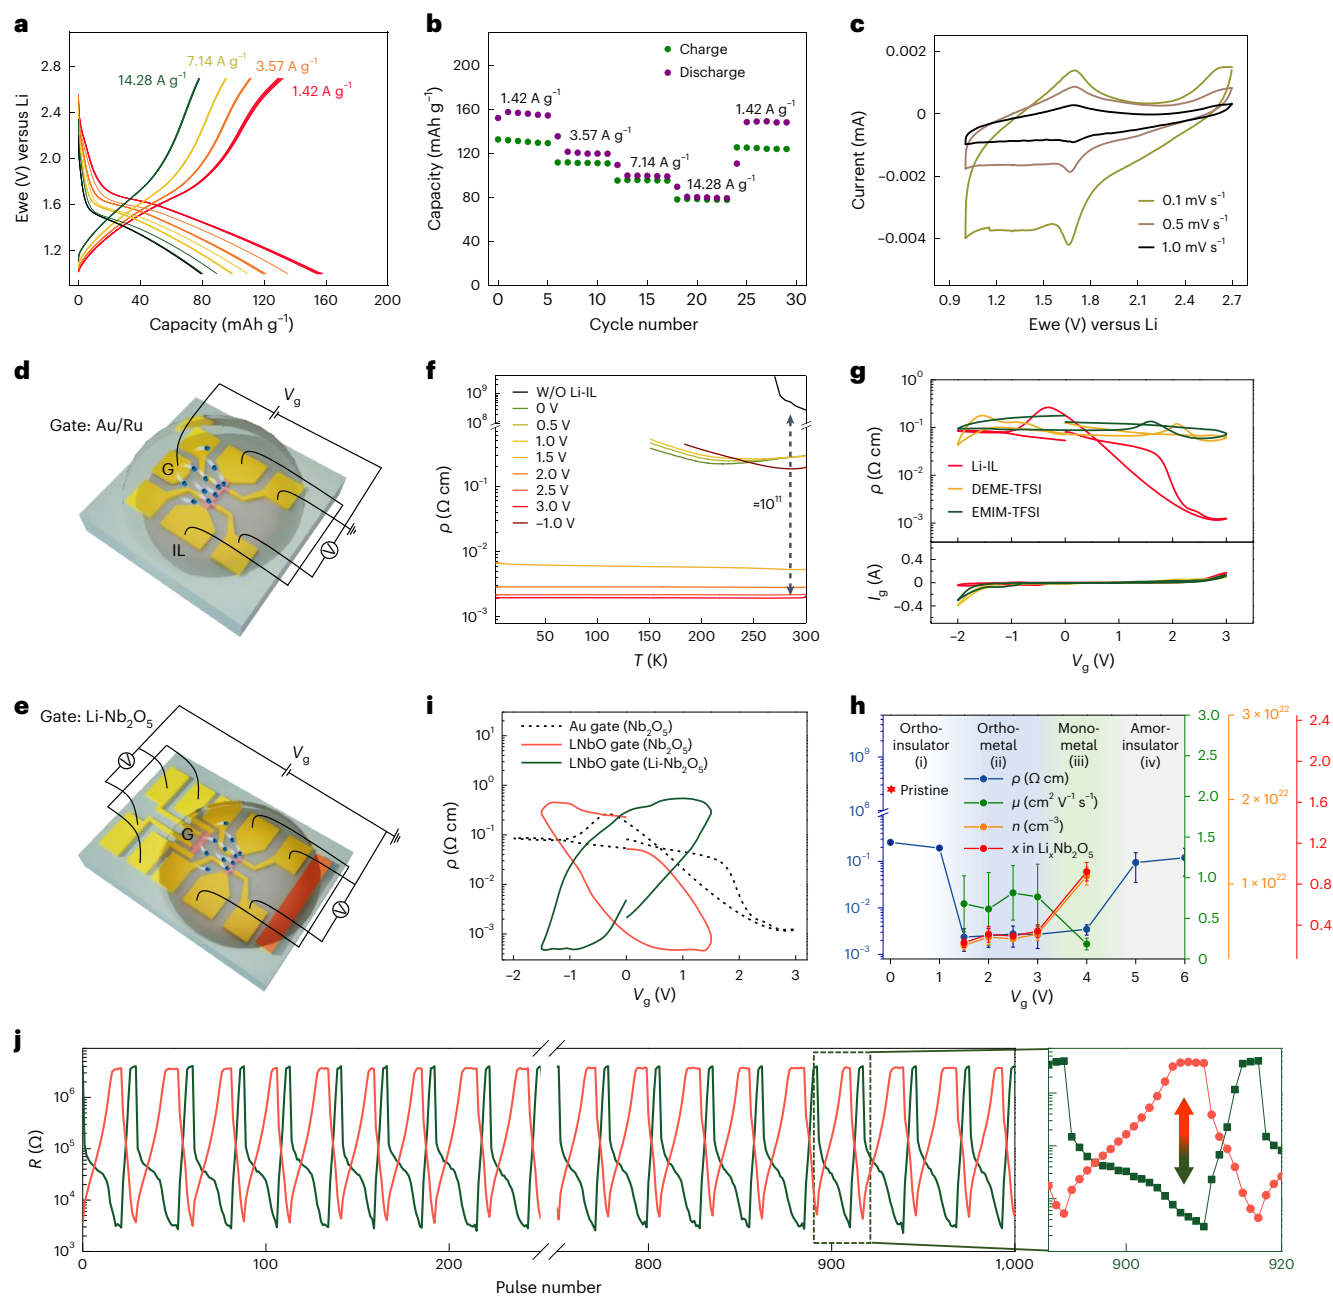 a
2.8
2.4
2.0
1.6
1.2
0
40
80
120
160
200
Ewe (V) versus Li
Capacity (mAh g⁻¹)
14.28 A g⁻¹
7.14 A g⁻¹
3.57 A g⁻¹
1.42 A g⁻¹
b
200
160
120
80
40
0
0
5
10
15
20
25
30
Capacity (mAh g⁻¹)
Cycle number
Charge
Discharge
1.42 A g⁻¹
3.57 A g⁻¹
7.14 A g⁻¹
14.28 A g⁻¹
1.42 A g⁻¹
c
0.002
0
−0.002
−0.004
0.9
1.2
1.5
1.8
2.1
2.4
2.7
Current (mA)
Ewe (V) versus Li
0.1 mV s⁻¹
0.5 mV s⁻¹
1.0 mV s⁻¹
d
Gate: Au/Ru
V_g
G
IL
V
f
10⁹
10⁸
10⁻¹
10⁻²
10⁻³
50
100
150
200
250
300
ρ (Ω cm)
T (K)
W/O Li-IL
0 V
0.5 V
1.0 V
1.5 V
2.0 V
2.5 V
3.0 V
−1.0 V
≈10¹¹
g
10⁰
10⁻¹
10⁻²
10⁻³
ρ (Ω cm)
Li-IL
DEME-TFSI
EMIM-TFSI
0.4
0
−0.4
I_g (A)
−2
−1
0
1
2
3
V_g (V)
e
Gate: Li-Nb₂O₅
V_g
V
G
V
i
10¹
10⁰
10⁻¹
10⁻²
10⁻³
−2
−1
0
1
2
3
ρ (Ω cm)
V_g (V)
Au gate (Nb₂O₅)
LNbO gate (Nb₂O₅)
LNbO gate (Li-Nb₂O₅)
h
10⁹
10⁸
10⁻¹
10⁻²
10⁻³
0
1
2
3
4
5
6
V_g (V)
Ortho-
insulator
(i)
Ortho-
metal
(ii)
Mono-
metal
(iii)
Amor-
insulator
(iv)
Pristine
ρ (Ω cm)
μ (cm² V⁻¹ s⁻¹)
n (cm⁻³)
x in LiₓNb₂O₅
3.0
2.5
2.0
1.5
1.0
0.5
0
3 × 10²²
2 × 10²²
1 × 10²²
2.4
2.0
1.6
1.2
0.8
0.4
j
10⁶
10⁵
10⁴
10³
R (Ω)
0
100
200
800
900
1,000
Pulse number
900
920